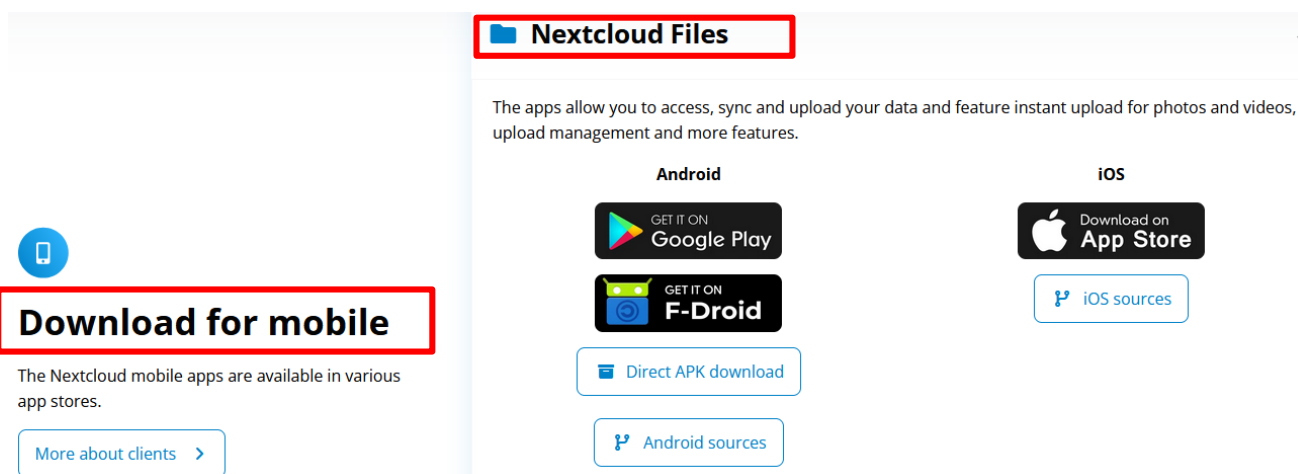 Nextcloud Files
The apps allow you to access, sync and upload your data and feature instant upload for photos and videos,
upload management and more features.
Android
GET IT ON
Google Play
GET IT ON
F-Droid
Direct APK download
Android sources
iOS
Download on
App Store
iOS sources
Download for mobile
The Nextcloud mobile apps are available in various
app stores.
More about clients